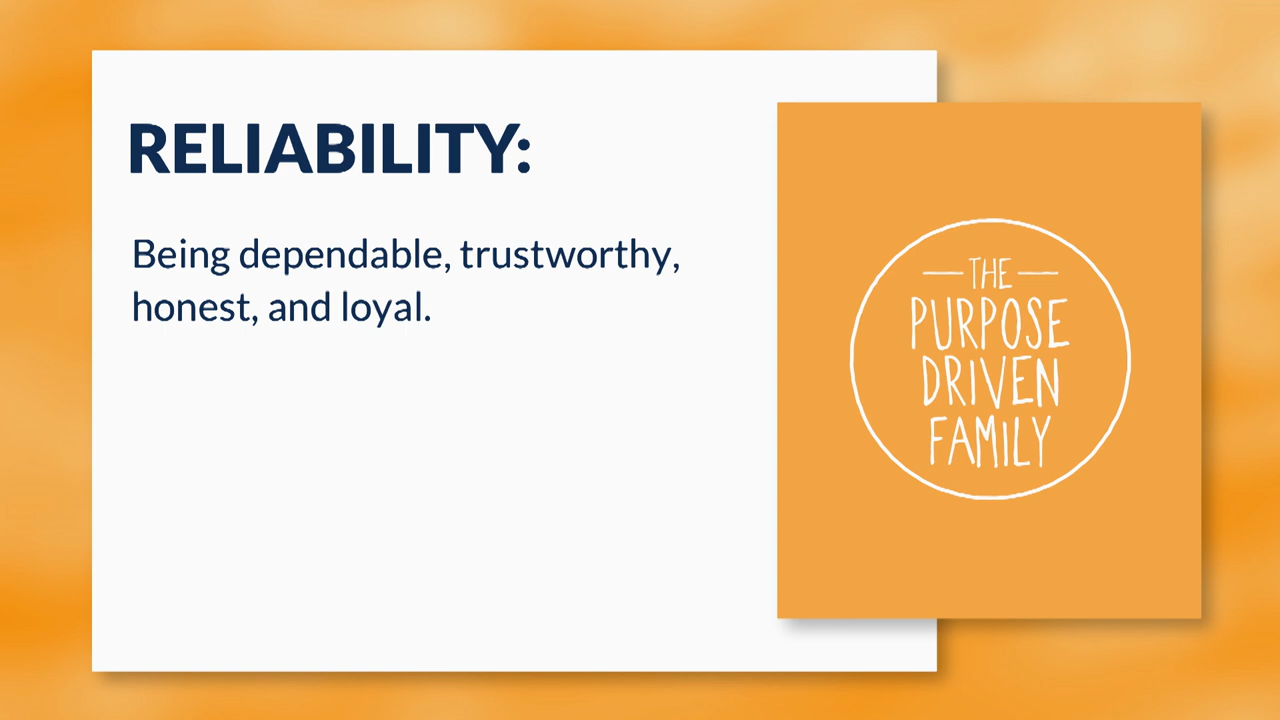 RELIABILITY:
Being dependable, trustworthy,
honest, and loyal.
THE
PURPOSE
DRIVEN
FAMILY